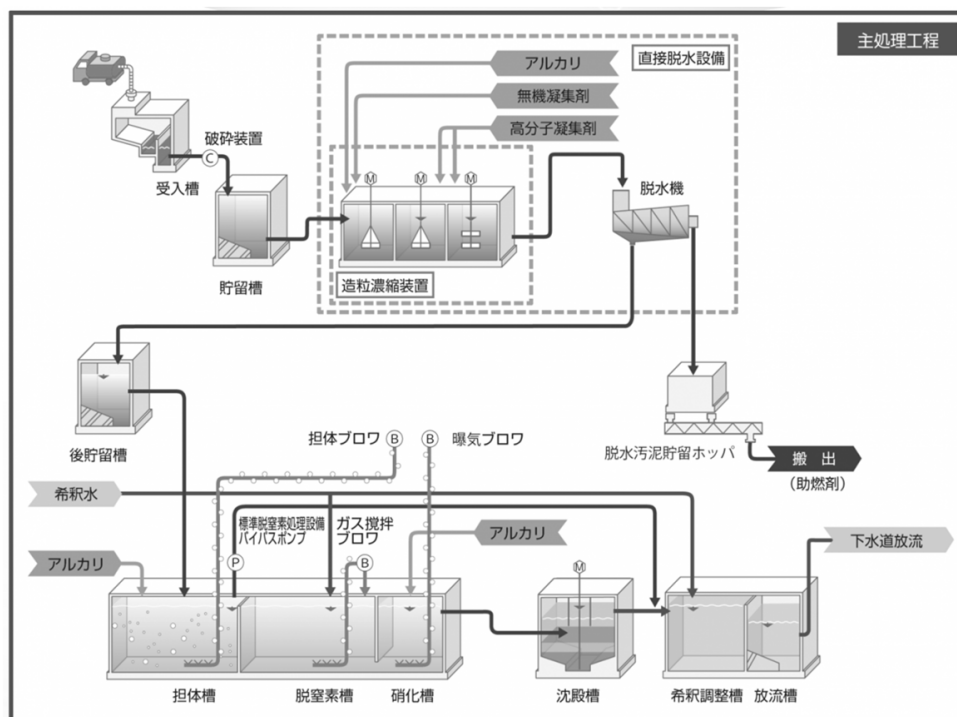 主処理工程
直接脱水設備
アルカリ
無機凝集剤
高分子凝集剤
破砕装置
C
受入槽
貯留槽
M
M
M
造粒濃縮装置
脱水機
後貯留槽
脱水汚泥貯留ホッパ
搬 出
(助燃剤)
担体ブロワ
B
B
曝気ブロワ
希釈水
標準脱窒素処理設備
バイパスポンプ
ガス撹拌
ブロワ
アルカリ
下水道放流
アルカリ
P
B
M
担体槽
脱窒素槽
硝化槽
沈殿槽
希釈調整槽
放流槽